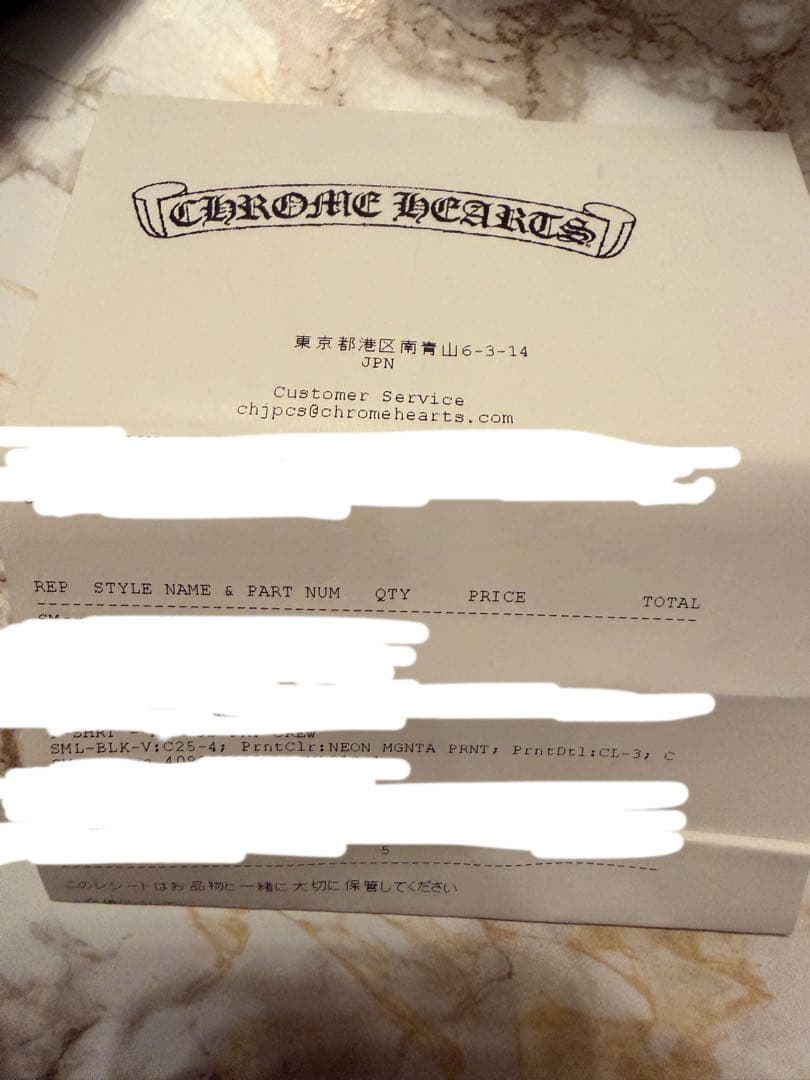 CHROME HEARTS
東京都港区南青山6-3-14
JPN
Customer Service
chjpcs@chromehearts.com
REP STYLE NAME & PART NUM QTY PRICE TOTAL
CREW
SML-BLK-V:C25-4; PrntClr:NEON MGNTA PRNT; PrntDtl:CL-3; C
5
このレシートはお品物と一緒に大切に保管してください